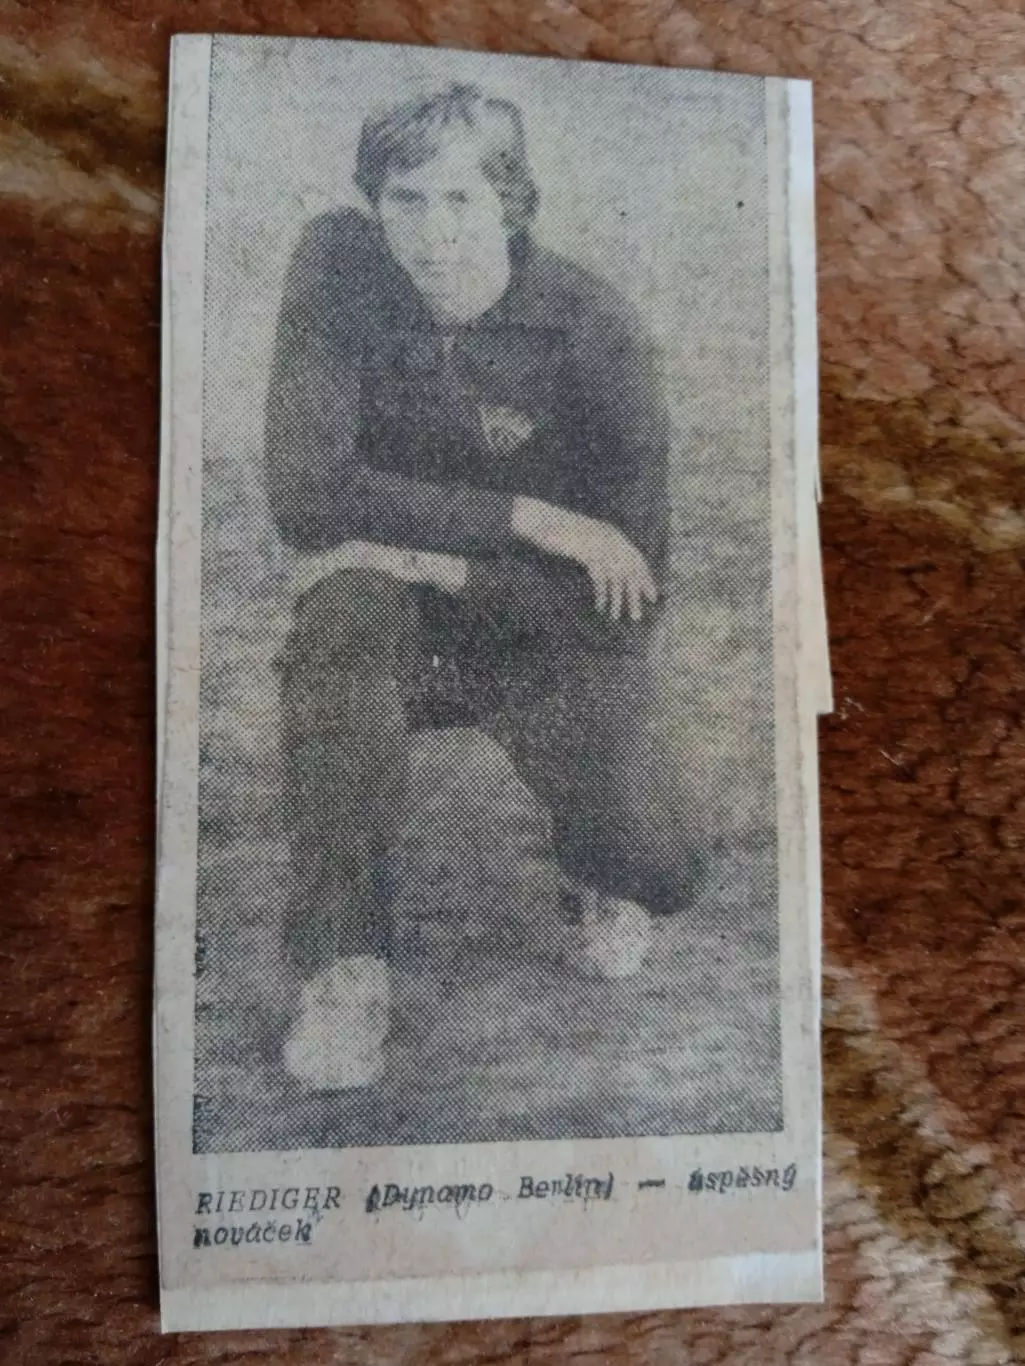 RIEDIGER (Dynamo Berlin) — úspěšný
nováček